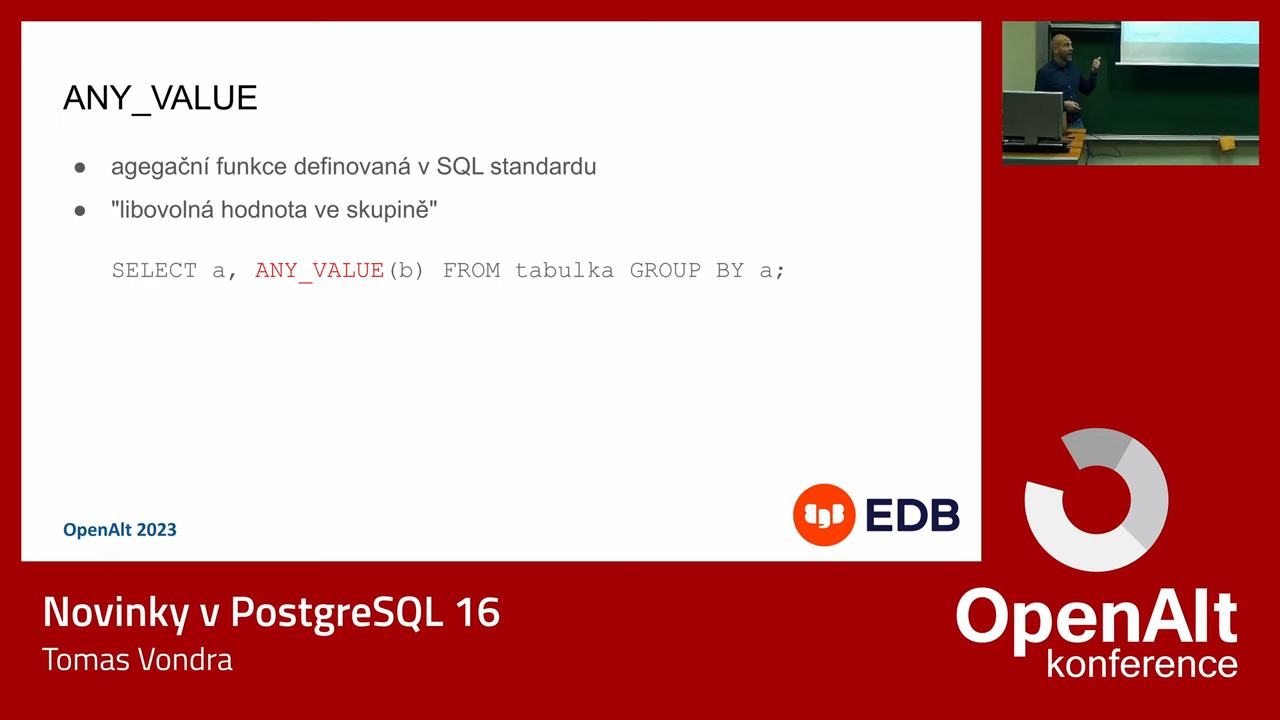 ANY_VALUE
● agegační funkce definovaná v SQL standardu
● "libovolná hodnota ve skupině"
SELECT a, ANY_VALUE(b) FROM tabulka GROUP BY a;
OpenAlt 2023
EDB
Novinky v PostgreSQL 16
Tomas Vondra
OpenAlt
konference